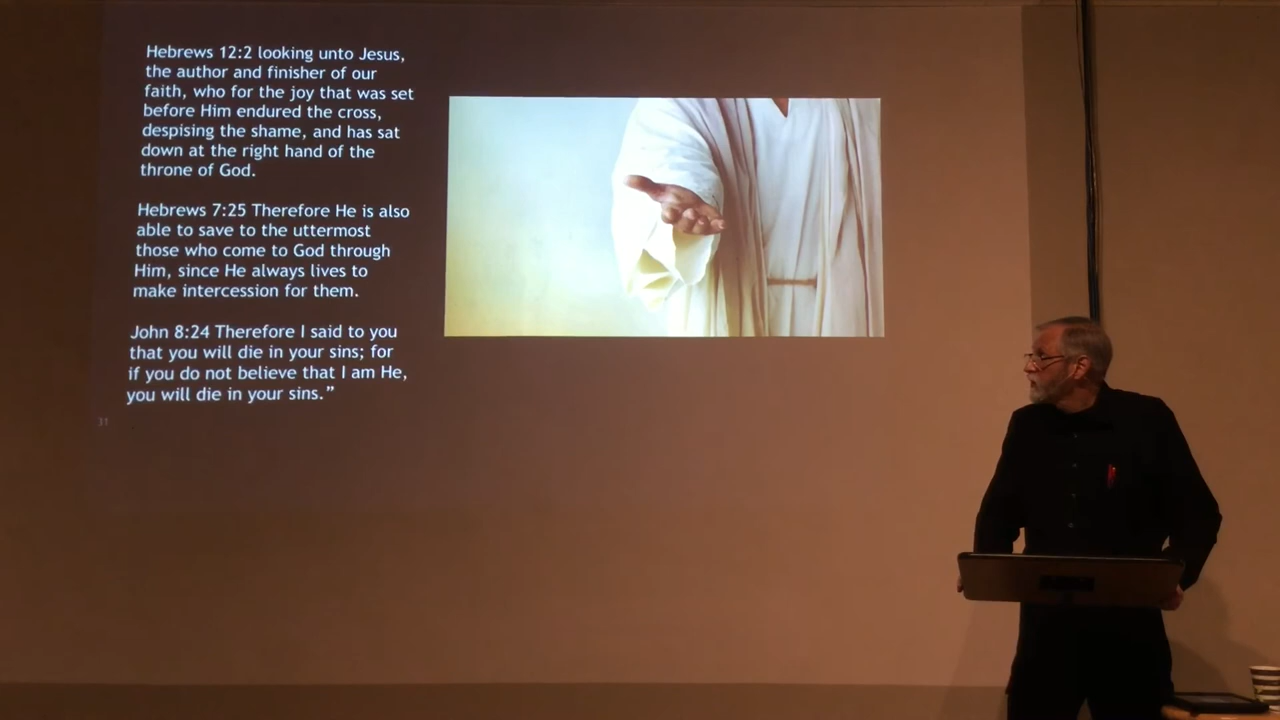 Hebrews 12:2 looking unto Jesus,
the author and finisher of our
faith, who for the joy that was set
before Him endured the cross,
despising the shame, and has sat
down at the right hand of the
throne of God.
Hebrews 7:25 Therefore He is also
able to save to the uttermost
those who come to God through
Him, since He always lives to
make intercession for them.
John 8:24 Therefore I said to you
that you will die in your sins; for
if you do not believe that I am He,
you will die in your sins.”
31